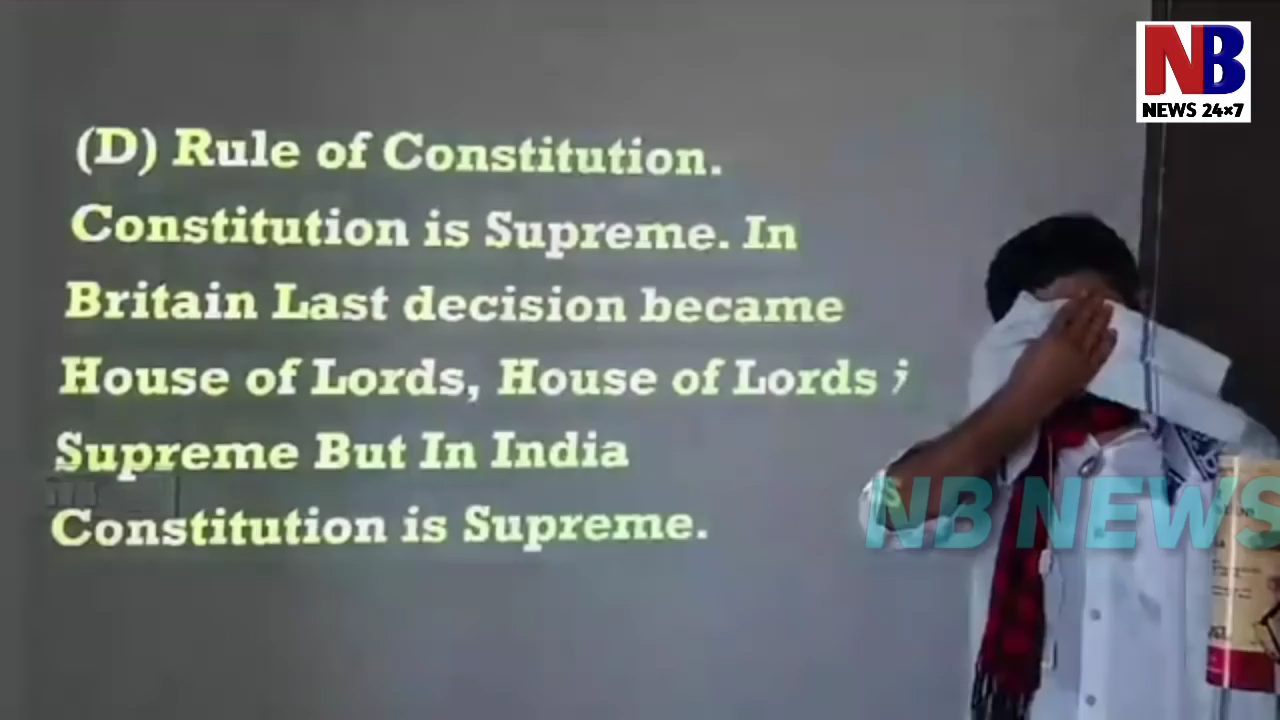 NB
NEWS 24×7
(D) Rule of Constitution.
Constitution is Supreme. In
Britain Last decision became
House of Lords, House of Lords ;
Supreme But In India
Constitution is Supreme.
NB NEWS